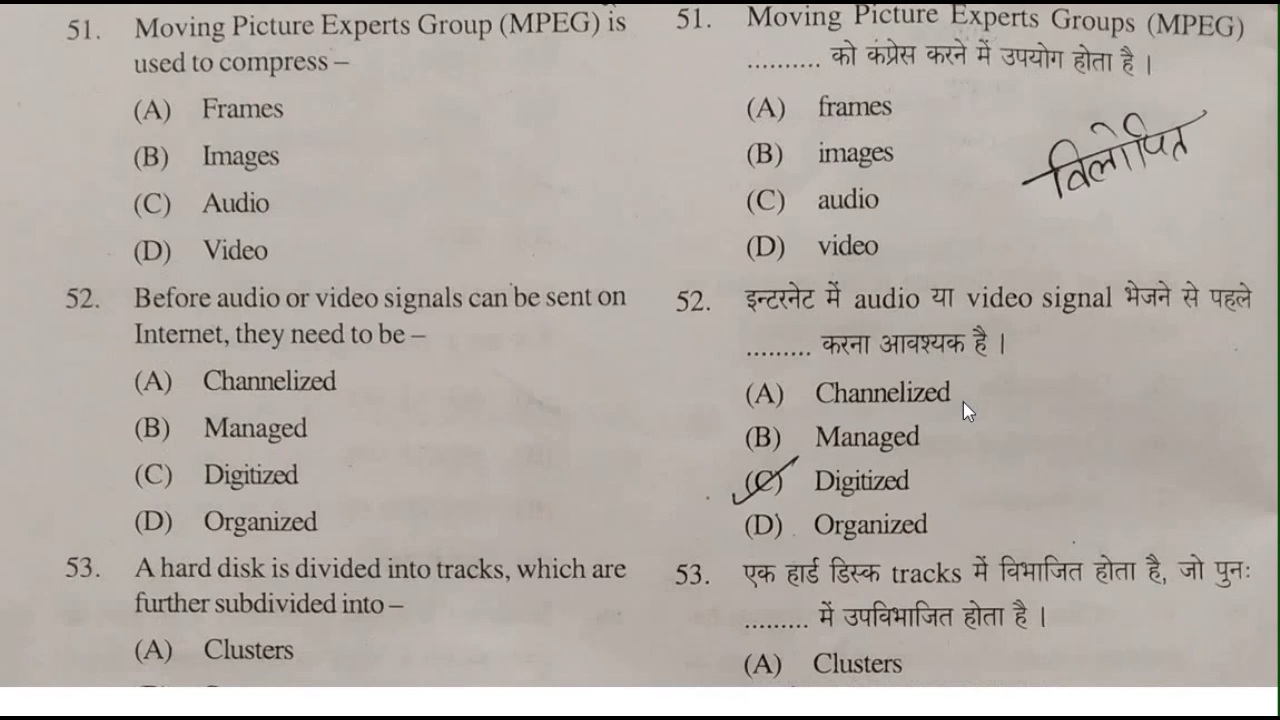 51. Moving Picture Experts Group (MPEG) is
used to compress –
(A) Frames
(B) Images
(C) Audio
(D) Video
52. Before audio or video signals can be sent on
Internet, they need to be –
(A) Channelized
(B) Managed
(C) Digitized
(D) Organized
53. A hard disk is divided into tracks, which are
further subdivided into –
(A) Clusters
51. Moving Picture Experts Groups (MPEG)
.......... को कंप्रेस करने में उपयोग होता है ।
(A) frames
(B) images
विलोपित
(C) audio
(D) video
52. इन्टरनेट में audio या video signal भेजने से पहले
......... करना आवश्यक है ।
(A) Channelized
(B) Managed
(C) Digitized
(D) Organized
53. एक हार्ड डिस्क tracks में विभाजित होता है, जो पुनः
......... में उपविभाजित होता है ।
(A) Clusters